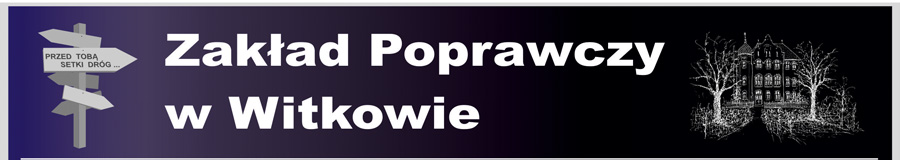 PRZED TOBĄ
SETKI DRÓG...
Zakład Poprawczy
w Witkowie